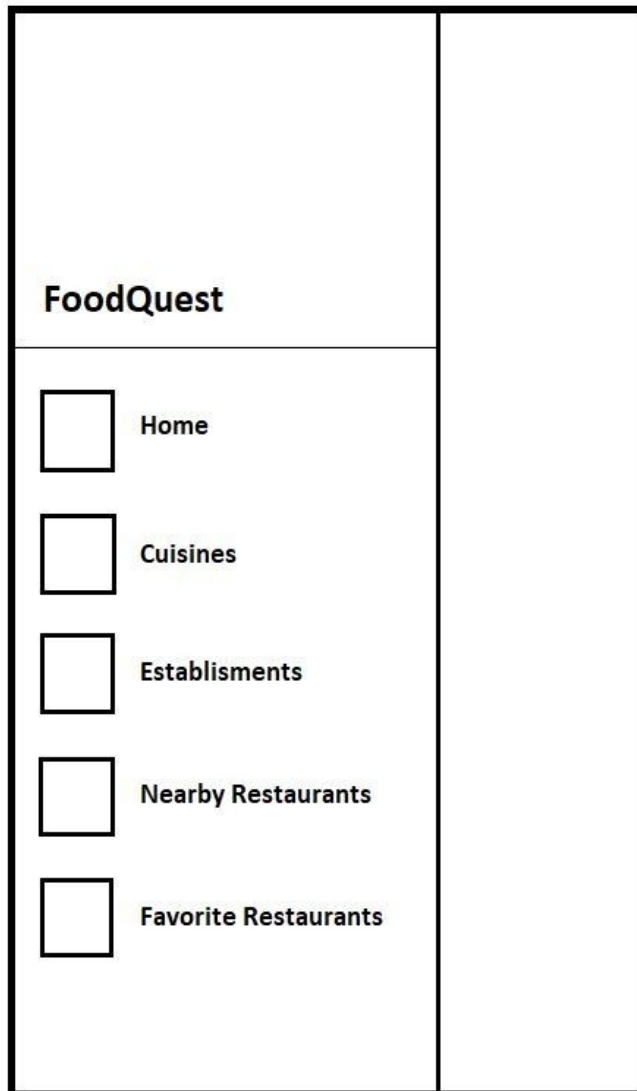 FoodQuest
Home
Cuisines
Establisments
Nearby Restaurants
Favorite Restaurants